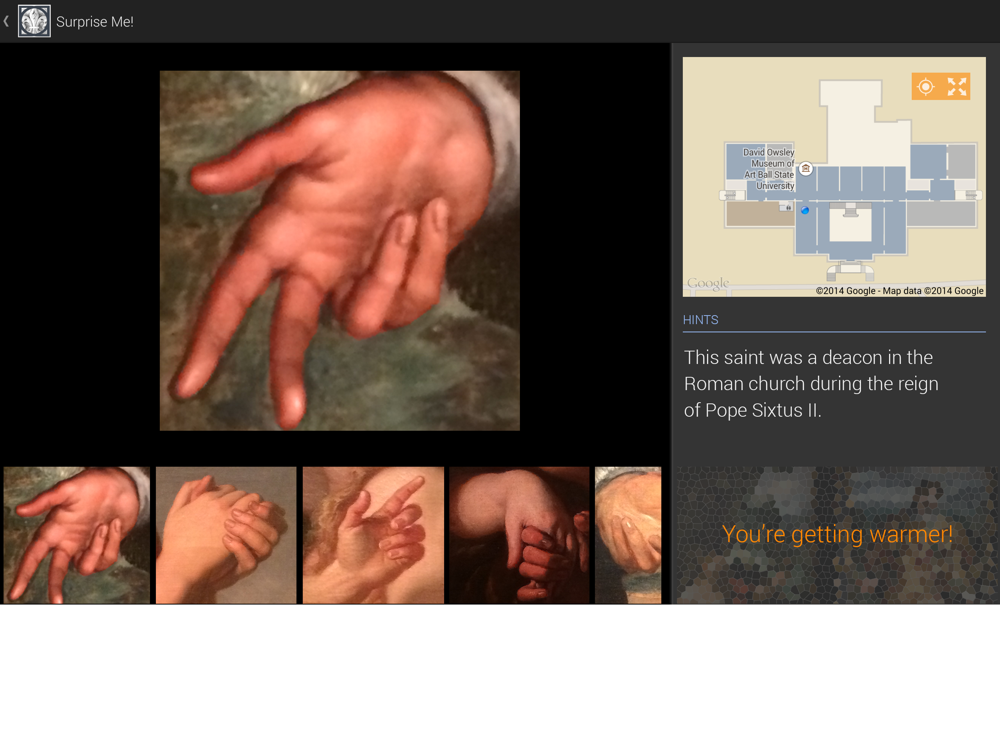 Surprise Me!
David Owsley
Museum of
Art Ball State
University
M
Google
©2014 Google - Map data ©2014 Google
HINTS
This saint was a deacon in the
Roman church during the reign
of Pope Sixtus II.
You're getting warmer!